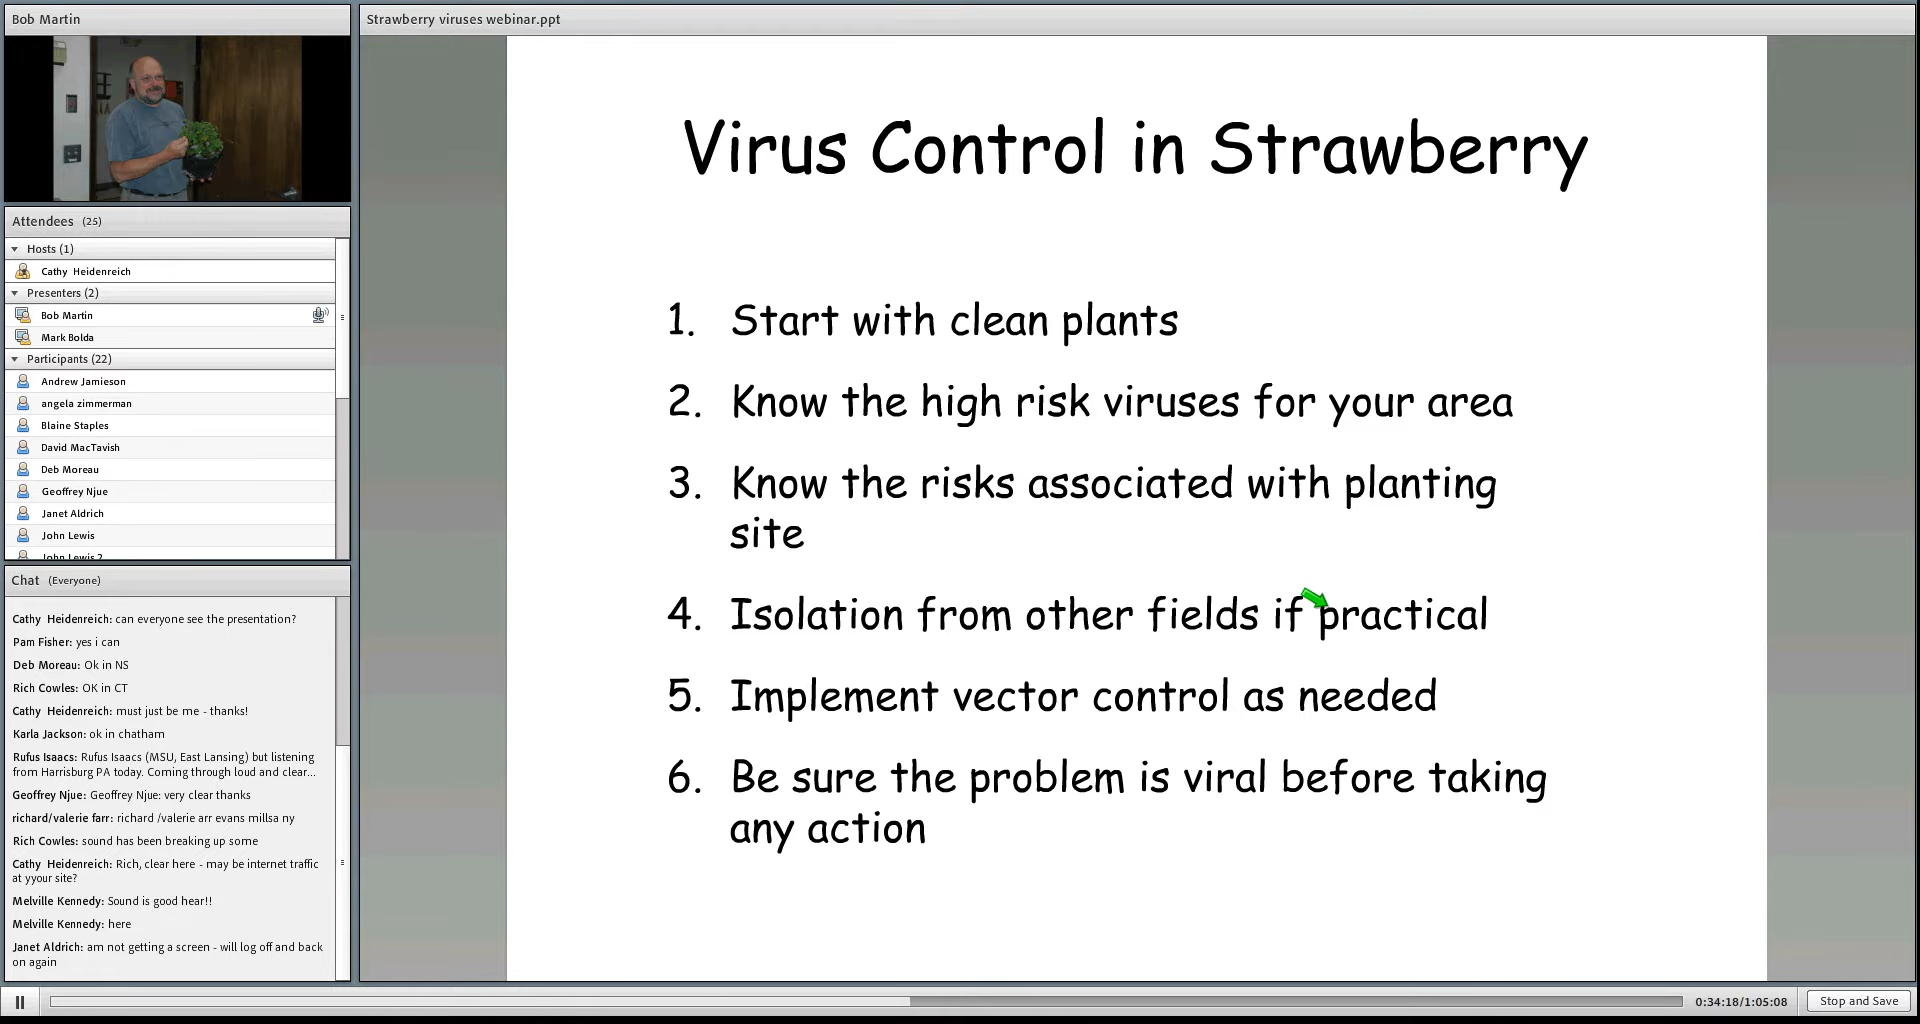 Bob Martin
Strawberry viruses webinar.ppt
Attendees (25)
Hosts (1)
Cathy Heidenreich
Presenters (2)
Bob Martin
Mark Bolda
Participants (22)
Andrew Jamieson
angela zimmerman
Blaine Staples
David MacTavish
Deb Moreau
Geoffrey Njue
Janet Aldrich
John Lewis
John Lewis 2
Chat (Everyone)
Cathy Heidenreich: can everyone see the presentation?
Pam Fisher: yes i can
Deb Moreau: Ok in NS
Rich Cowles: OK in CT
Cathy Heidenreich: must just be me - thanks!
Karla Jackson: ok in chatham
Rufus Isaacs: Rufus Isaacs (MSU, East Lansing) but listening
from Harrisburg PA today. Coming through loud and clear...
Geoffrey Njue: Geoffrey Njue: very clear thanks
richard/valerie farr: richard /valerie arr evans millsa ny
Rich Cowles: sound has been breaking up some
Cathy Heidenreich: Rich, clear here - may be internet traffic
at yyour site?
Melville Kennedy: Sound is good hear!!
Melville Kennedy: here
Janet Aldrich: am not getting a screen - will log off and back
on again
Virus Control in Strawberry
1. Start with clean plants
2. Know the high risk viruses for your area
3. Know the risks associated with planting
site
4. Isolation from other fields if practical
5. Implement vector control as needed
6. Be sure the problem is viral before taking
any action
0:34:18/1:05:08
Stop and Save